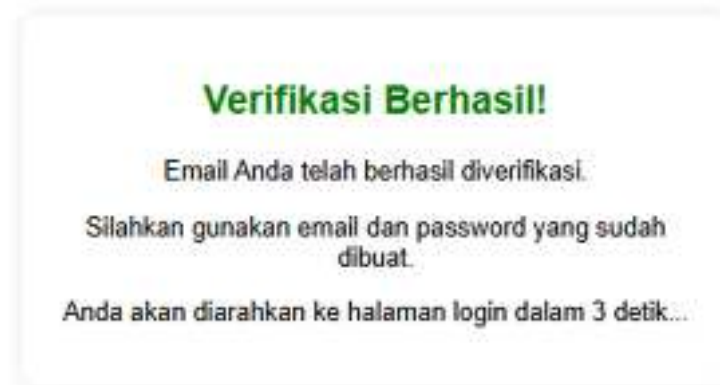 Verifikasi Berhasil!
Email Anda telah berhasil diverifikasi.
Silahkan gunakan email dan password yang sudah
dibuat.
Anda akan diarahkan ke halaman login dalam 3 detik...